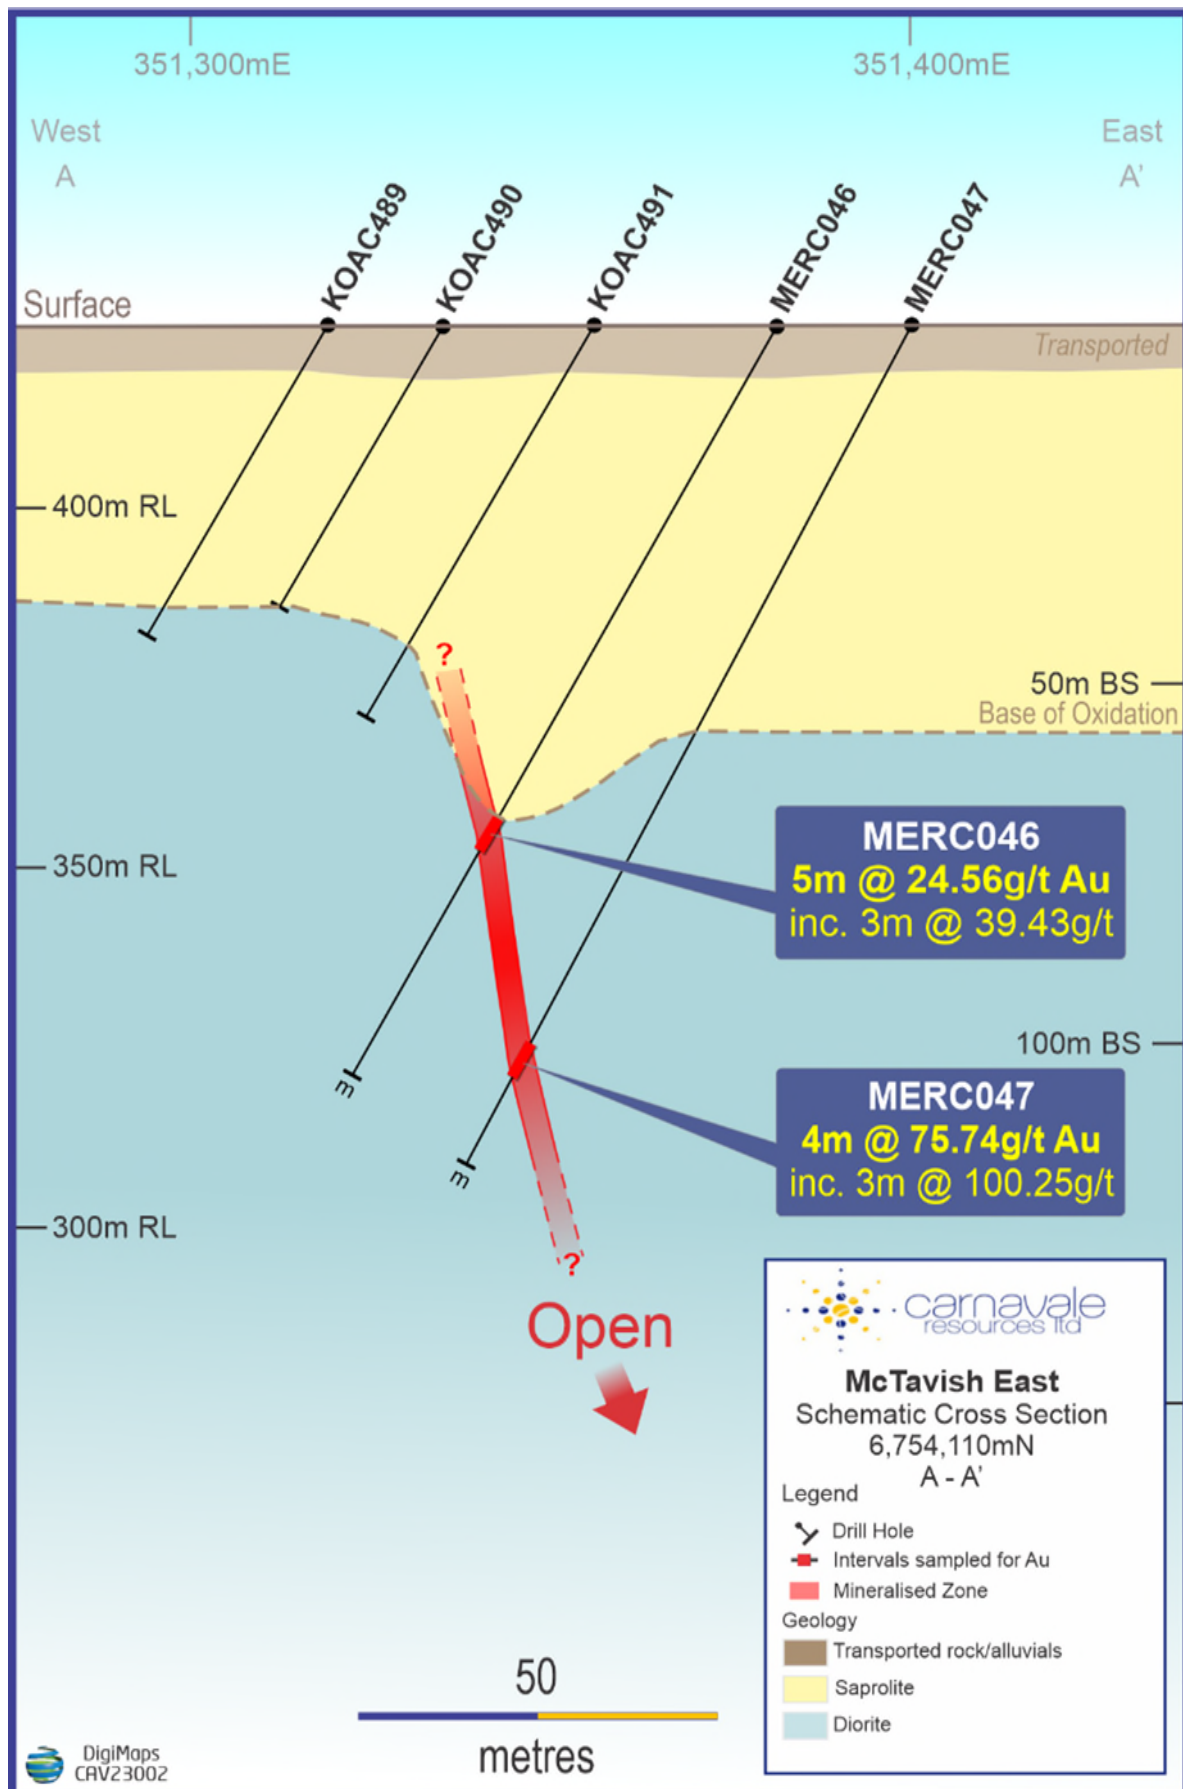 351,300mE
351,400mE
West
East
A
A'
KOAC489
KOAC490
KOAC491
MERC046
MERC047
Surface
Transported
400m RL
50m BS
Base of Oxidation
MERC046
5m @ 24.56g/t Au
inc. 3m @ 39.43g/t
350m RL
?
100m BS
m
MERC047
4m @ 75.74g/t Au
inc. 3m @ 100.25g/t
m
300m RL
?
Open
carnavale
resources ltd
McTavish East
Schematic Cross Section
6,754,110mN
A - A'
Legend
Drill Hole
Intervals sampled for Au
Mineralised Zone
Geology
Transported rock/alluvials
Saprolite
Diorite
50
metres
DigiMaps
CAV23002